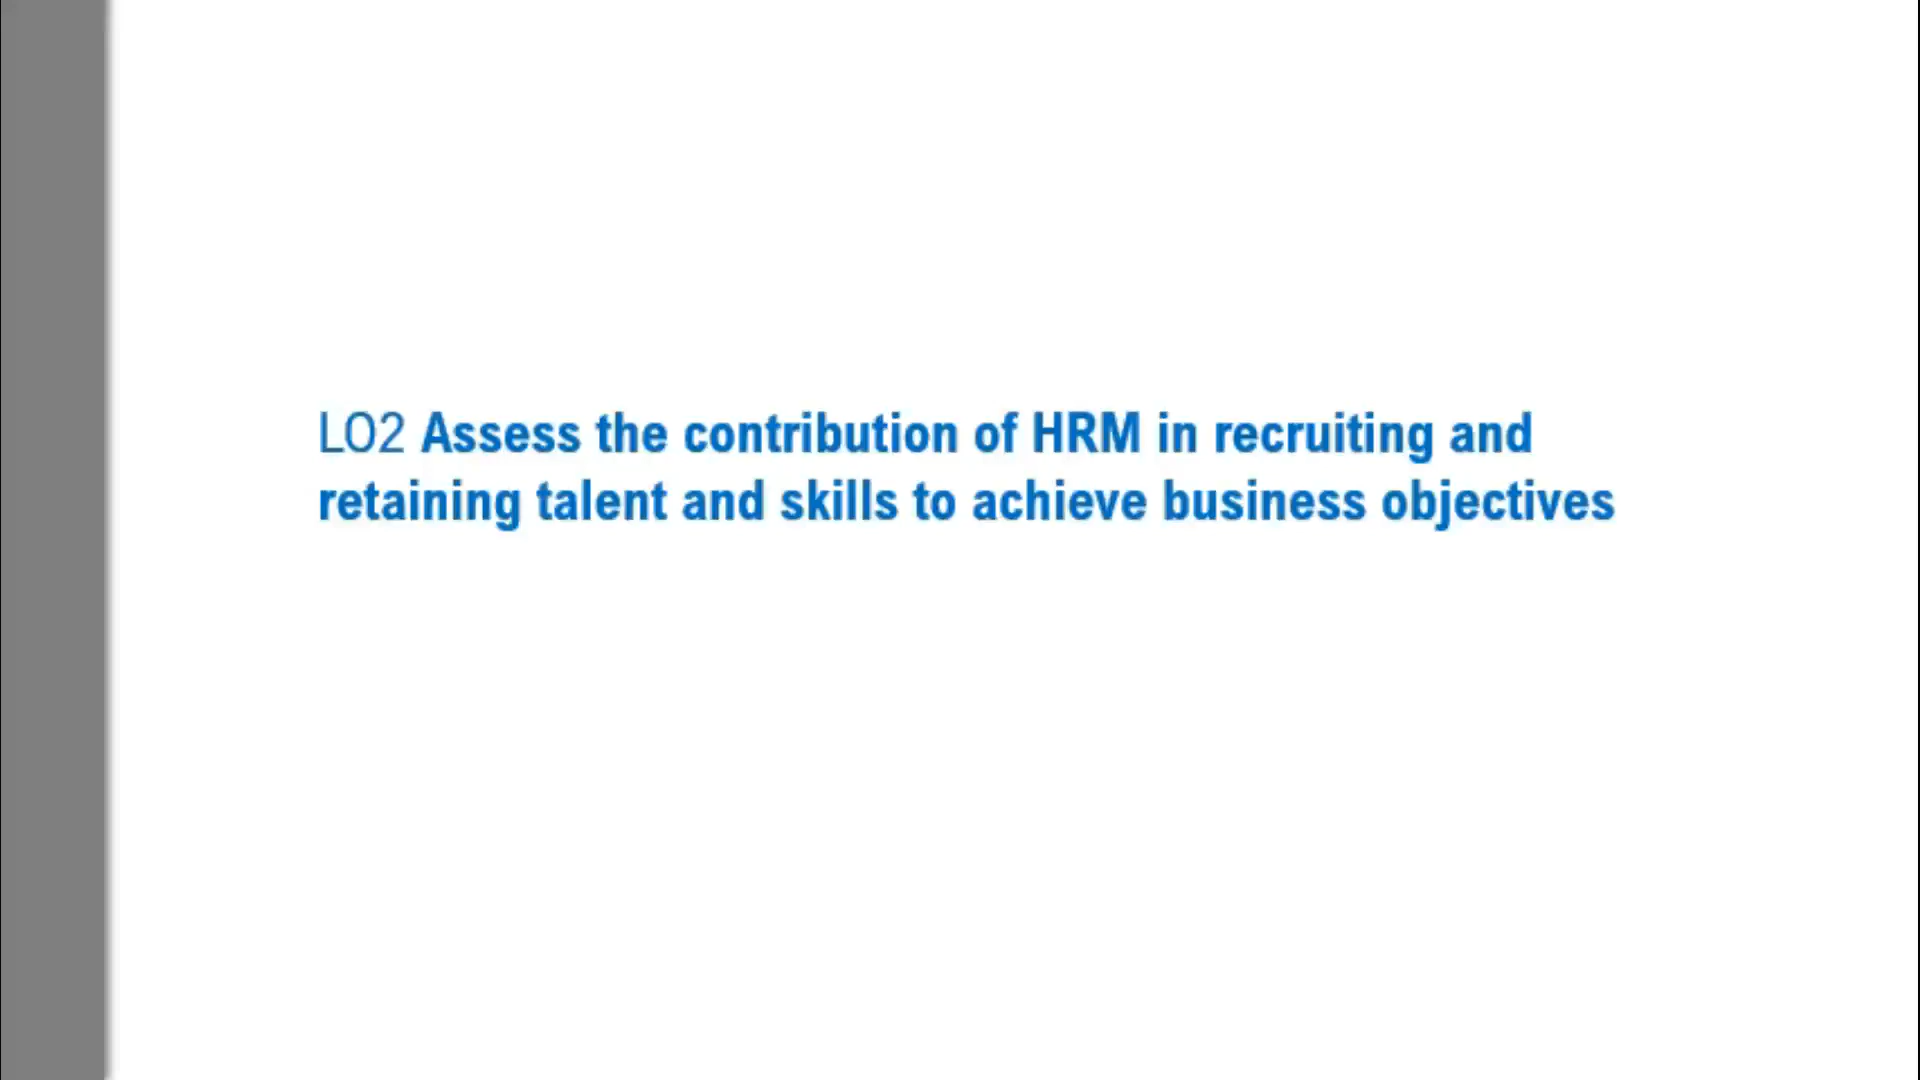 LO2 Assess the contribution of HRM in recruiting and
retaining talent and skills to achieve business objectives